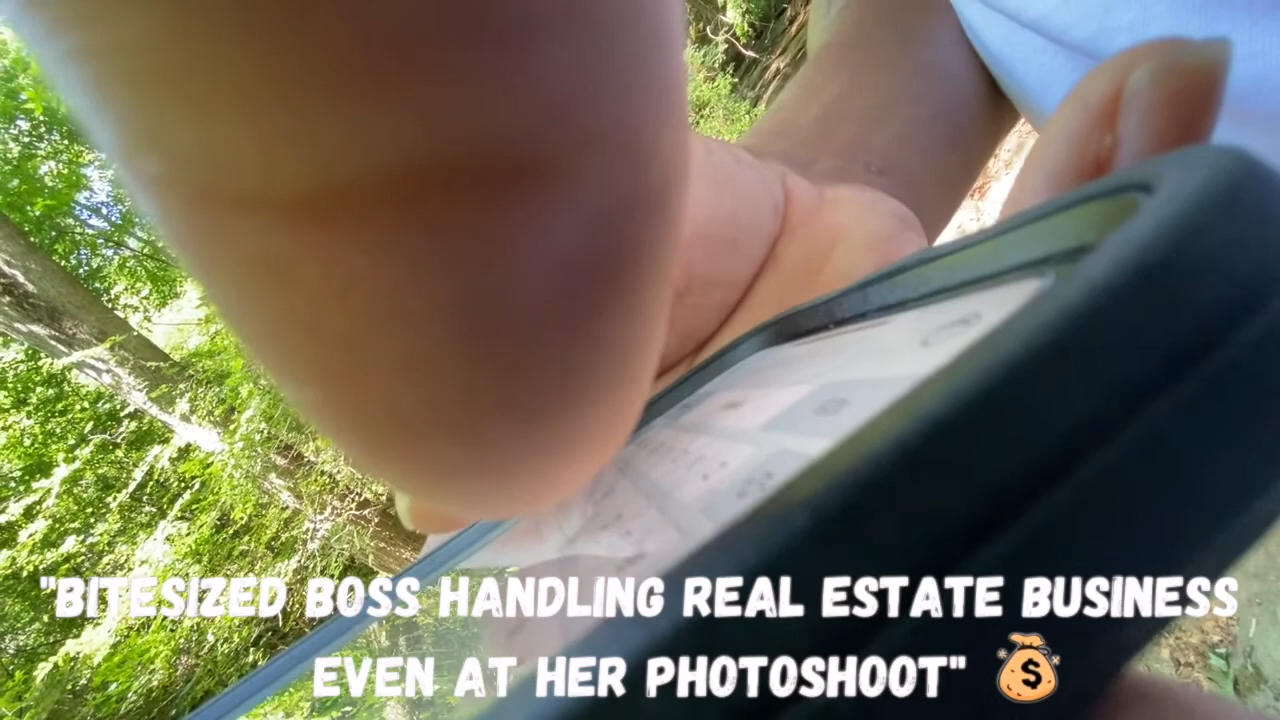 "BITESIZED BOSS HANDLING REAL ESTATE BUSINESS
EVEN AT HER PHOTOSHOOT"